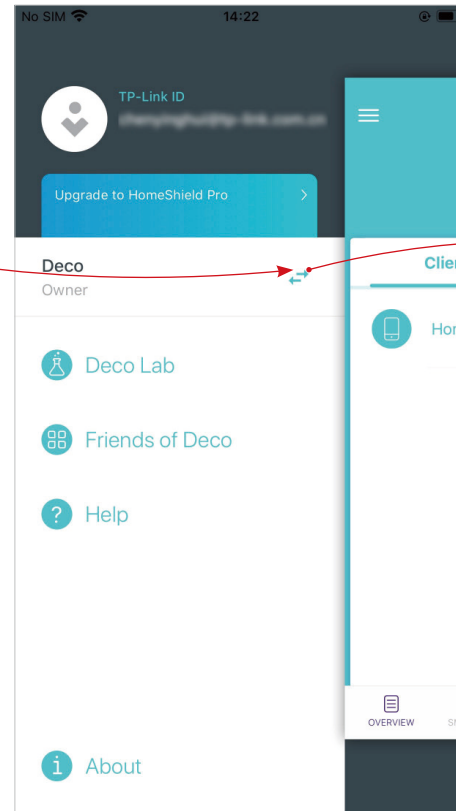 No SIM
14:22
TP-Link ID
Upgrade to HomeShield Pro
Deco
Owner
Deco Lab
Friends of Deco
Help
About
OVERVIEW